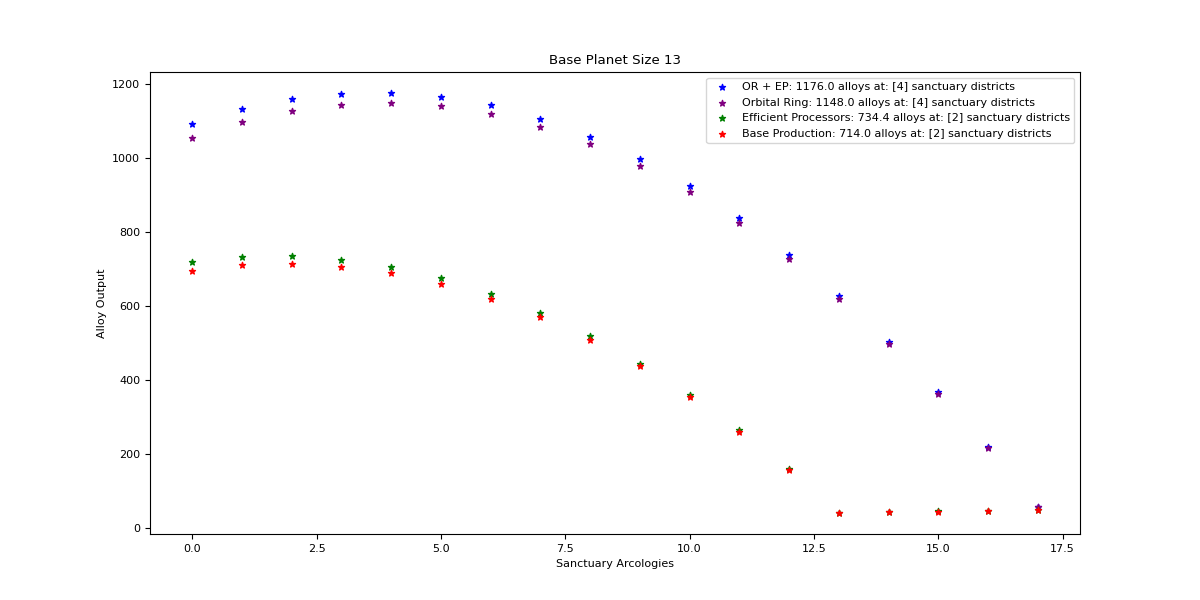 Base Planet Size 13
OR + EP: 1176.0 alloys at: [4] sanctuary districts
Orbital Ring: 1148.0 alloys at: [4] sanctuary districts
Efficient Processors: 734.4 alloys at: [2] sanctuary districts
Base Production: 714.0 alloys at: [2] sanctuary districts
Alloy Output
1200
1000
800
600
400
200
0
0.0 2.5 5.0 7.5 10.0 12.5 15.0 17.5
Sanctuary Arcologies